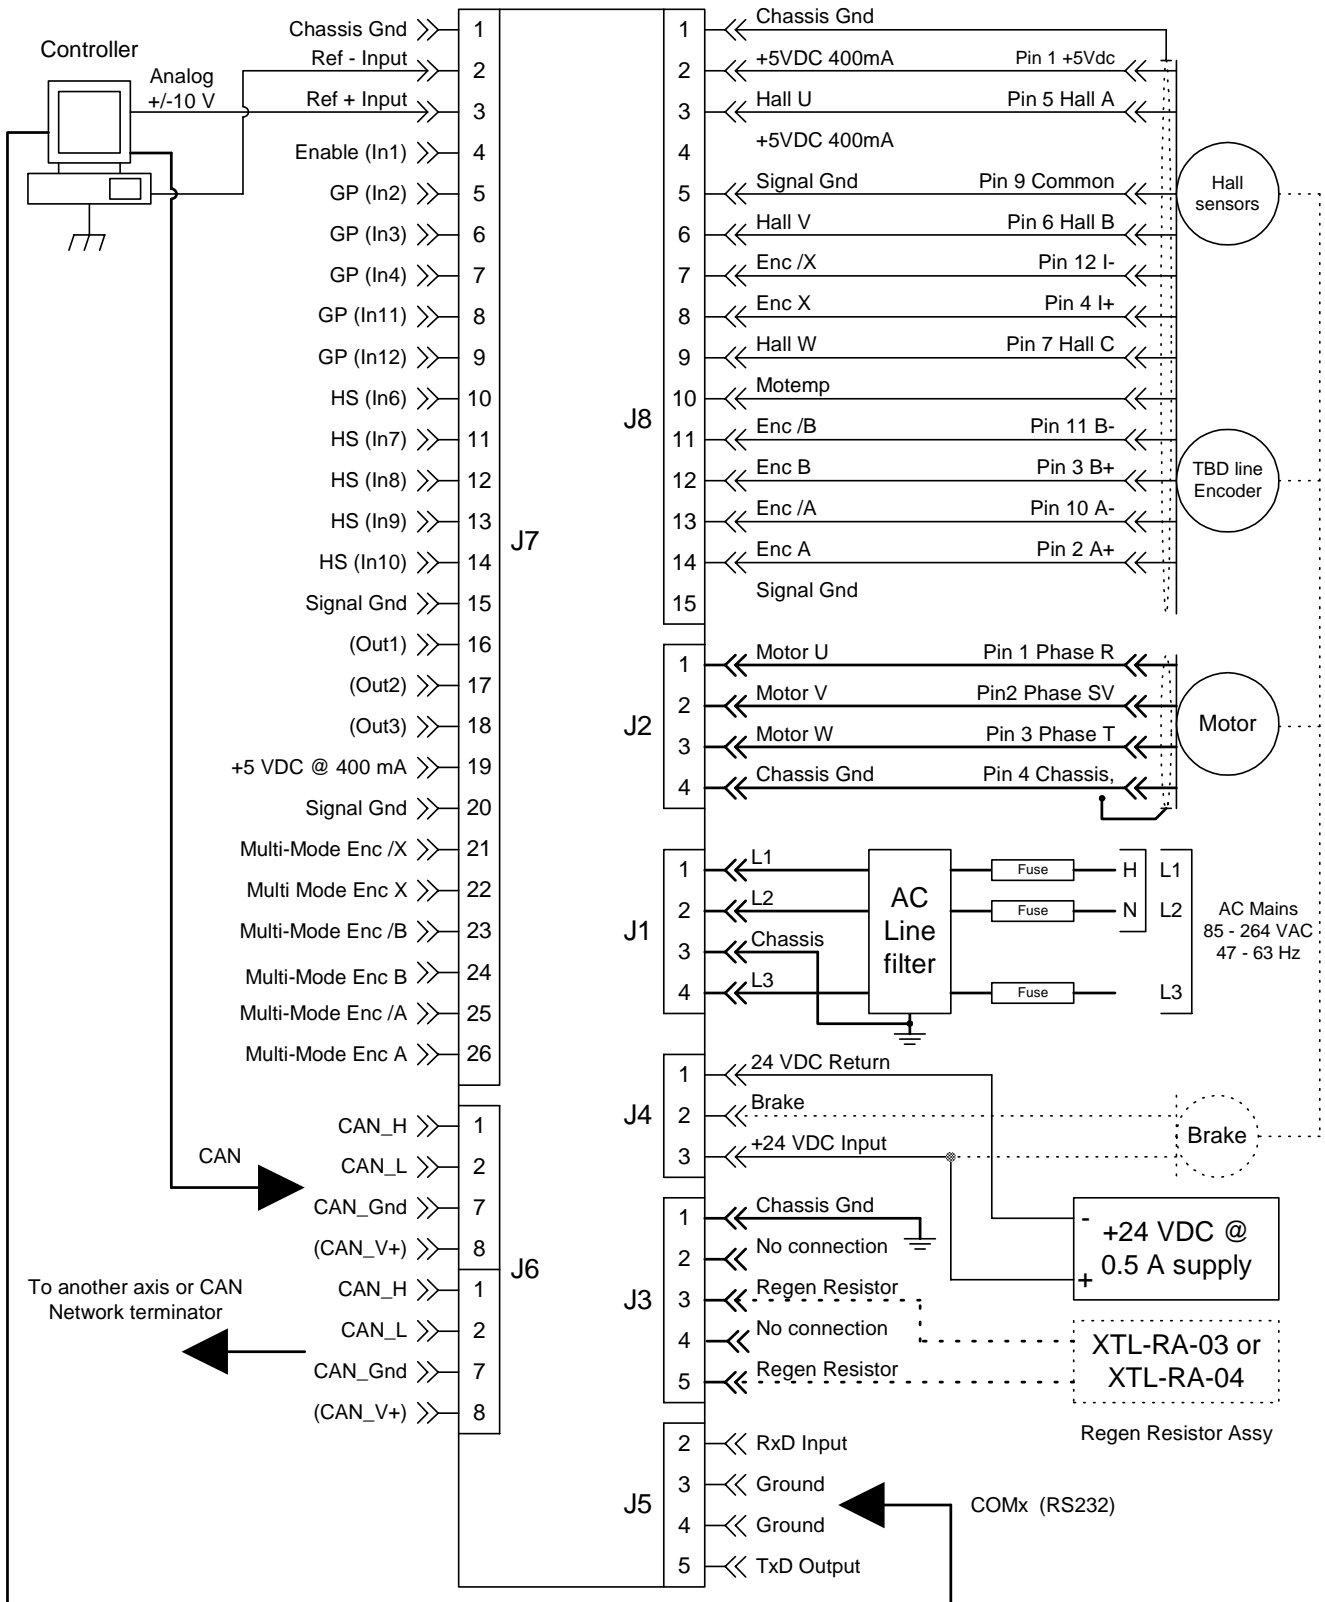 Controller
Analog
+/-10 V
Chassis Gnd 1
Ref - Input 2
Ref + Input 3
Enable (In1) 4
GP (In2) 5
GP (In3) 6
GP (In4) 7
GP (In11) 8
GP (In12) 9
HS (In6) 10
HS (In7) 11
HS (In8) 12
HS (In9) 13
HS (In10) 14
Signal Gnd 15
(Out1) 16
(Out2) 17
(Out3) 18
+5 VDC @ 400 mA 19
Signal Gnd 20
Multi-Mode Enc /X 21
Multi Mode Enc X 22
Multi-Mode Enc /B 23
Multi-Mode Enc B 24
Multi-Mode Enc /A 25
Multi-Mode Enc A 26
J7
CAN
CAN_H 1
CAN_L 2
CAN_Gnd 7
(CAN_V+) 8
To another axis or CAN
Network terminator
CAN_H 1
CAN_L 2
CAN_Gnd 7
(CAN_V+) 8
J6
J8
1 Chassis Gnd
2 +5VDC 400mA Pin 1 +5Vdc
3 Hall U Pin 5 Hall A
4 +5VDC 400mA
5 Signal Gnd Pin 9 Common
6 Hall V Pin 6 Hall B
7 Enc /X Pin 12 I-
8 Enc X Pin 4 I+
9 Hall W Pin 7 Hall C
10 Motemp
11 Enc /B Pin 11 B-
12 Enc B Pin 3 B+
13 Enc /A Pin 10 A-
14 Enc A Pin 2 A+
15 Signal Gnd
Hall
sensors
TBD line
Encoder
J2
1 Motor U Pin 1 Phase R
2 Motor V Pin2 Phase SV
3 Motor W Pin 3 Phase T
4 Chassis Gnd Pin 4 Chassis,
Motor
J1
1 L1 Fuse H L1
2 L2 Fuse N L2
3 Chassis
4 L3 Fuse L3
AC
Line
filter
AC Mains
85 - 264 VAC
47 - 63 Hz
J4
1 24 VDC Return
2 Brake
3 +24 VDC Input
Brake
-
+
+24 VDC @
0.5 A supply
J3
1 Chassis Gnd
2 No connection
3 Regen Resistor
4 No connection
5 Regen Resistor
XTL-RA-03 or
XTL-RA-04
Regen Resistor Assy
J5
2 RxD Input
3 Ground
4 Ground
5 TxD Output
COMx (RS232)